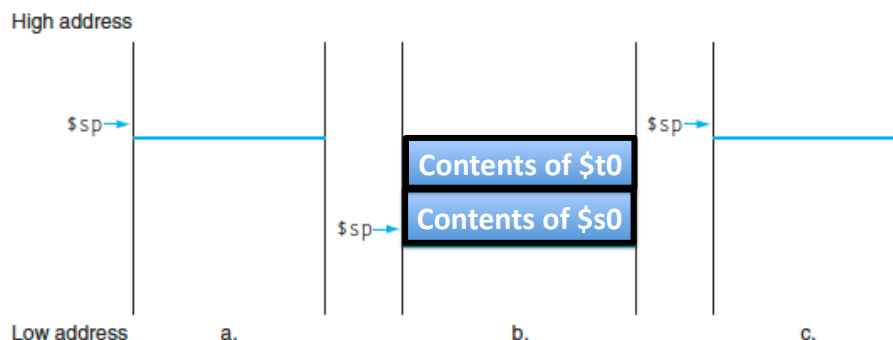 High address
$sp
$sp
Contents of $t0
Contents of $s0
$sp
Low address
a.
b.
c.